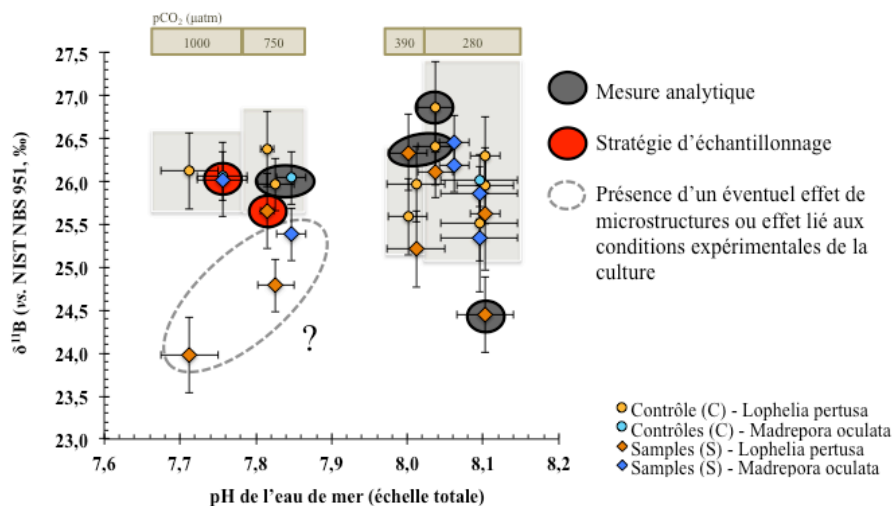 pCO₂ (µatm)
1000 750 390 280
27,5
27,0
26,5
26,0
25,5
25,0
24,5
24,0
23,5
23,0
7,6 7,7 7,8 7,9 8,0 8,1 8,2
δ¹¹B (vs. NIST NBS 951, ‰)
pH de l'eau de mer (échelle totale)
?
Mesure analytique
Stratégie d'échantillonnage
Présence d'un éventuel effet de
microstructures ou effet lié aux
conditions expérimentales de la
culture
Contrôle (C) - Lophelia pertusa
Contrôles (C) - Madrepora oculata
Samples (S) - Lophelia pertusa
Samples (S) - Madrepora oculata